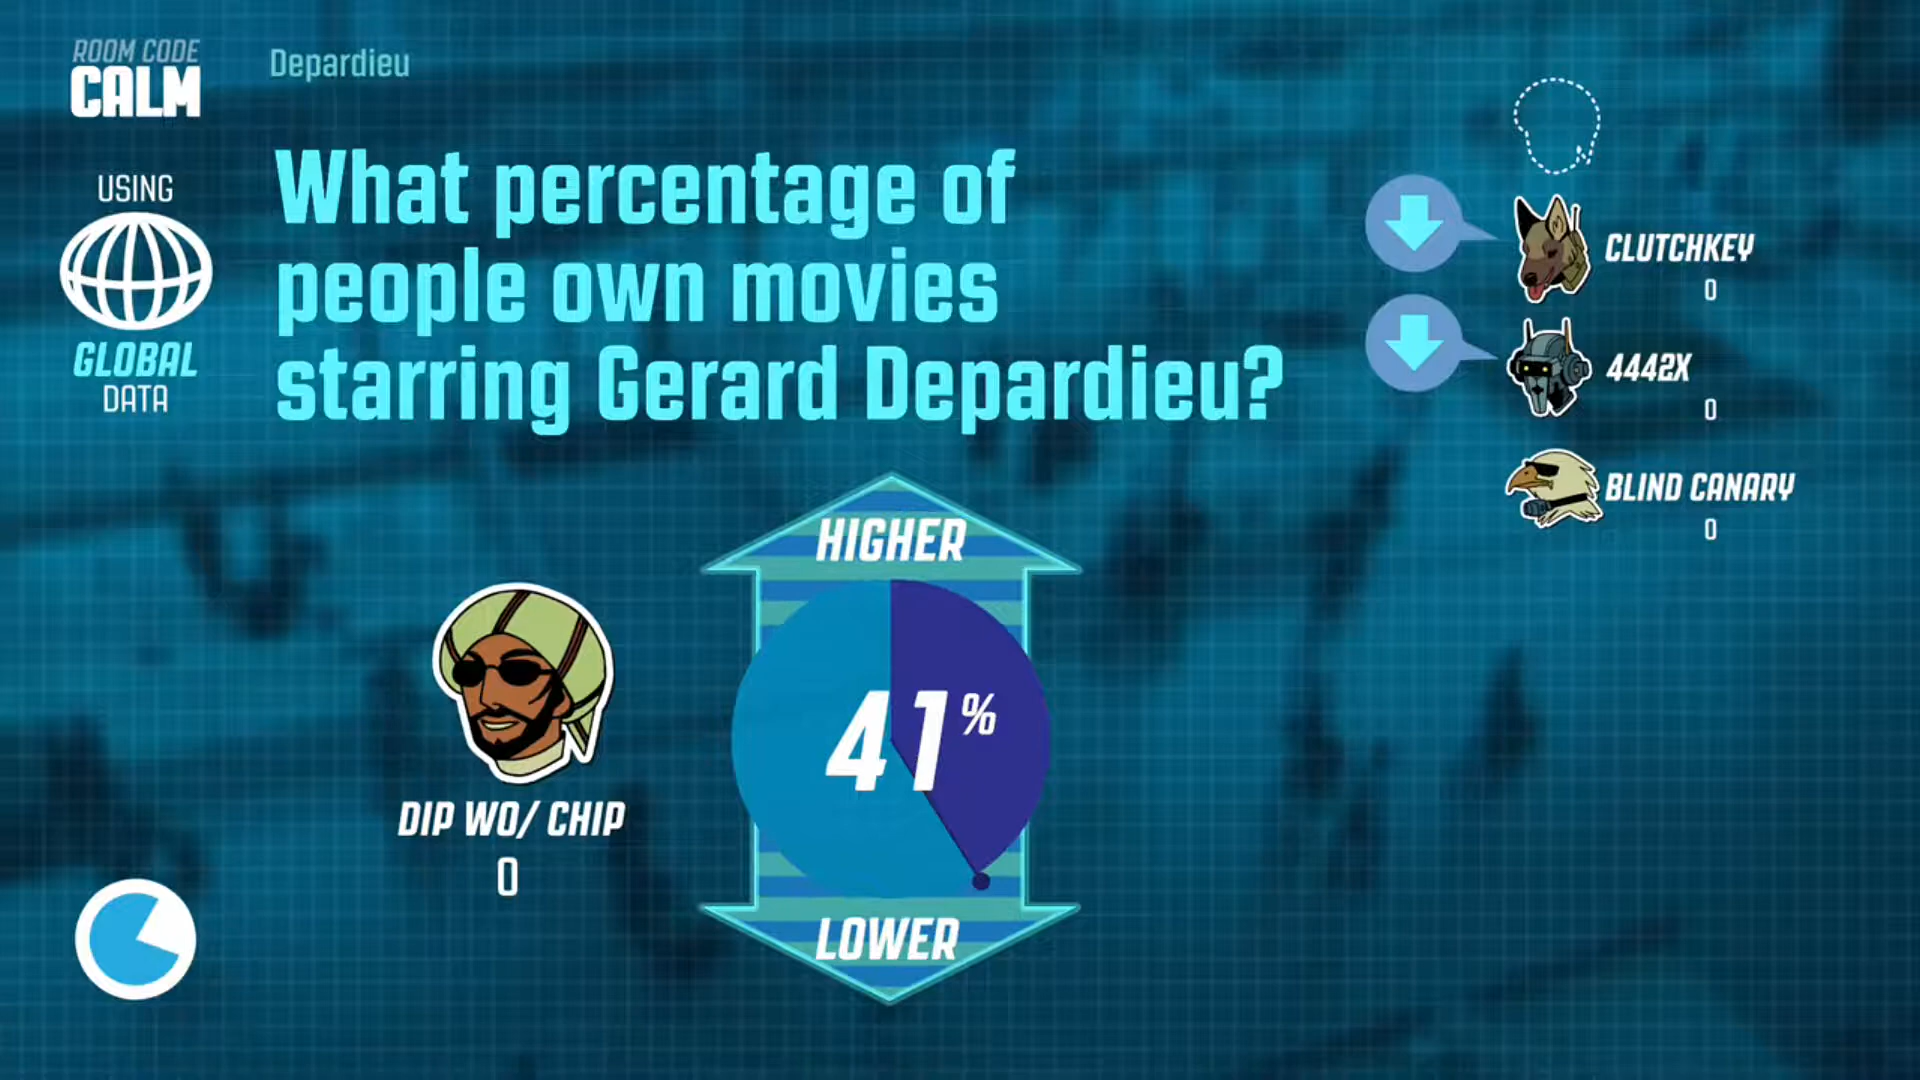 ROOM CODE
CALM
Depardieu
USING
GLOBAL
DATA
What percentage of
people own movies
starring Gerard Depardieu?
CLUTCHKEY
0
4442X
0
BLIND CANARY
0
HIGHER
41%
LOWER
DIP WO/ CHIP
0